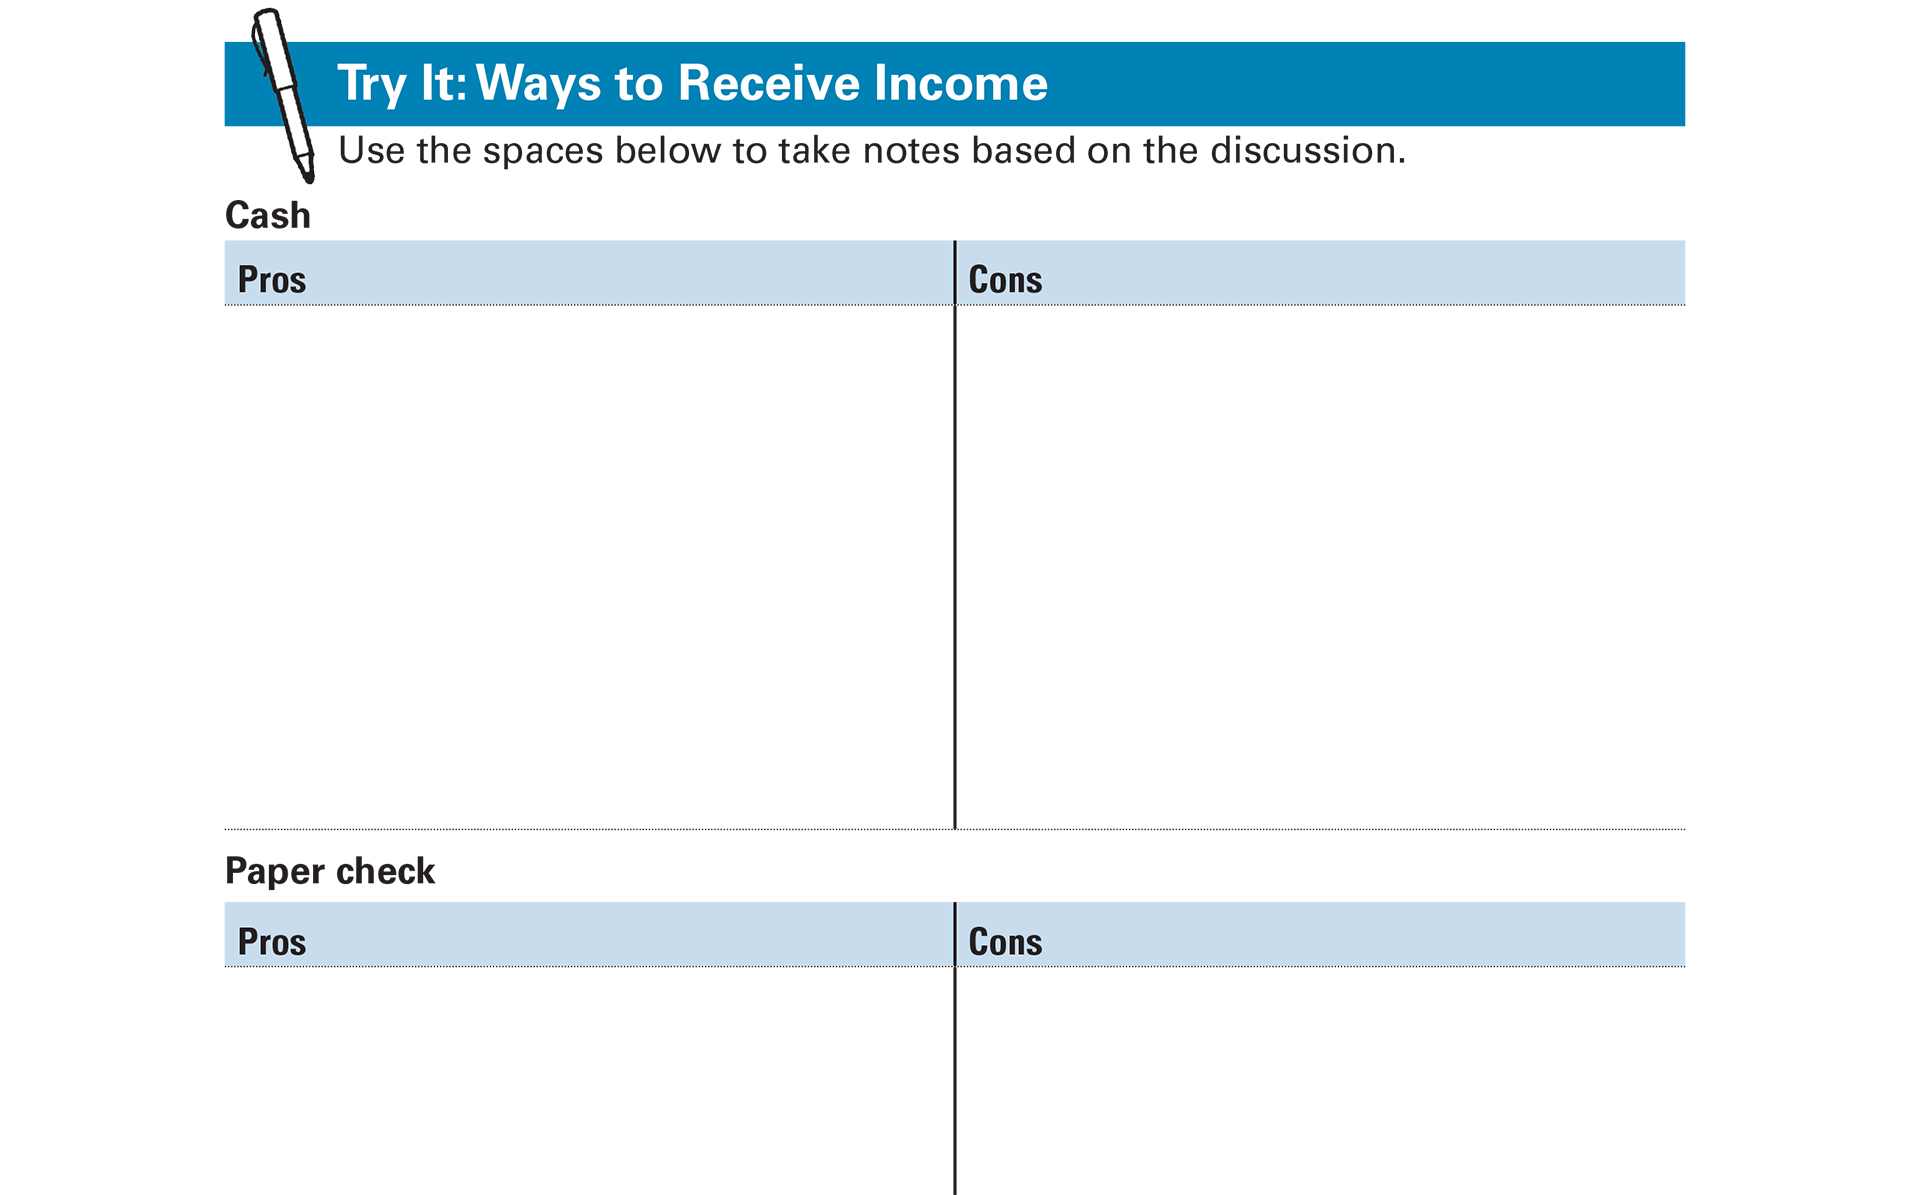 Try It: Ways to Receive Income
Use the spaces below to take notes based on the discussion.
Cash
Pros
Cons
Paper check
Pros
Cons